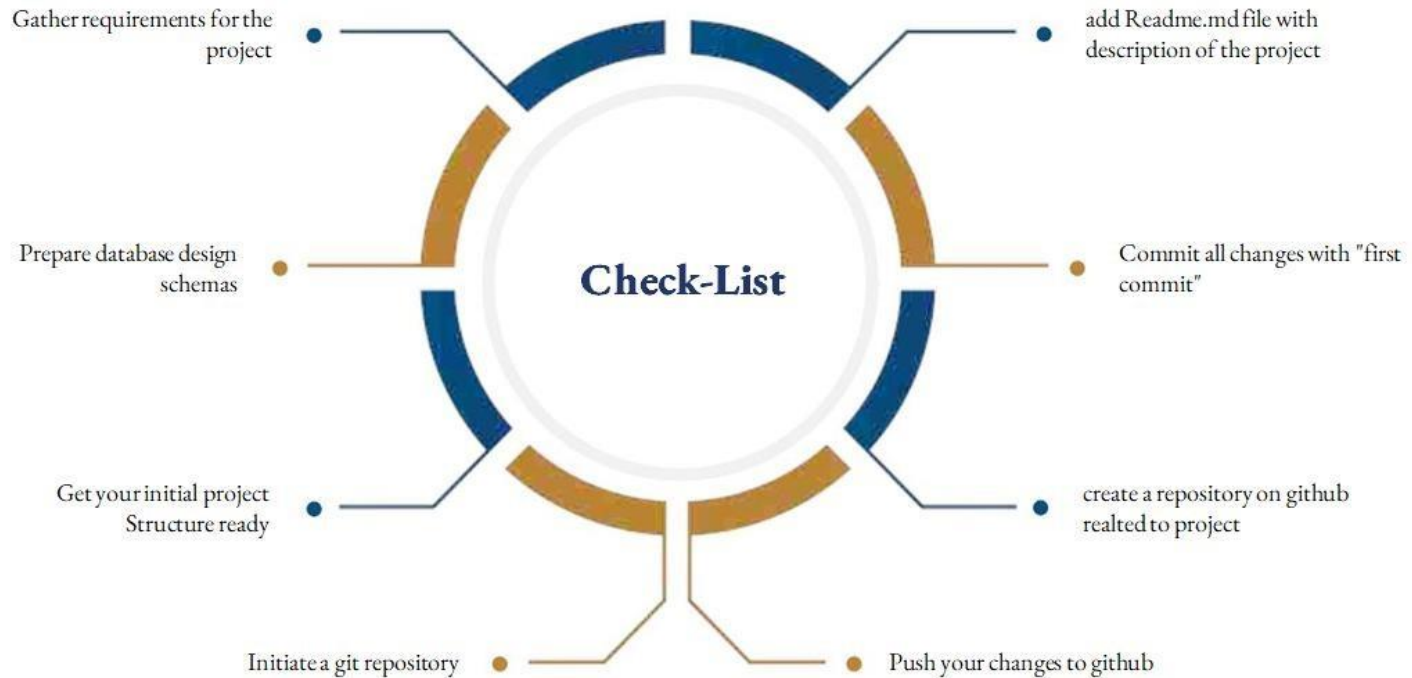 Gather requirements for the
project
Prepare database design
schemas
Get your initial project
Structure ready
Initiate a git repository
Check-List
add Readme.md file with
description of the project
Commit all changes with "first
commit"
create a repository on github
realted to project
Push your changes to github